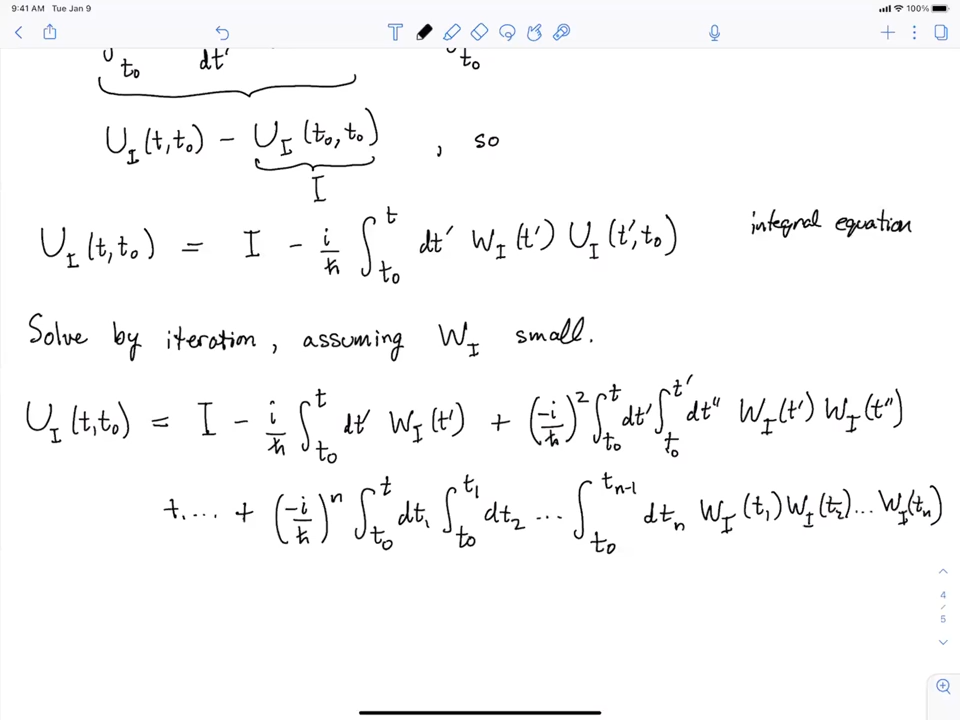 9:41 AM Tue Jan 9 100%
∫_{t₀} dt' ∫_{t₀}
U_I(t,t₀) − U_I(t₀,t₀) , so
I
U_I(t,t₀) = I − i/ħ ∫_{t₀}^{t} dt' W_I(t') U_I(t',t₀) integral equation
Solve by iteration, assuming W_I small.
U_I(t,t₀) = I − i/ħ ∫_{t₀}^{t} dt' W_I(t') + (−i/ħ)² ∫_{t₀}^{t} dt' ∫_{t₀}^{t'} dt'' W_I(t') W_I(t'')
+ ... + (−i/ħ)ⁿ ∫_{t₀}^{t} dt₁ ∫_{t₀}^{t₁} dt₂ ... ∫_{t₀}^{t_{n-1}} dt_n W_I(t₁) W_I(t₂) ... W_I(t_n)
4
/
5